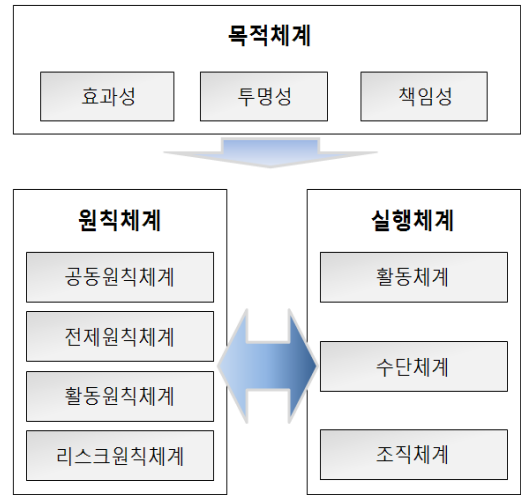 목적체계
효과성 투명성 책임성
원칙체계
공동원칙체계
전제원칙체계
활동원칙체계
리스크원칙체계
실행체계
활동체계
수단체계
조직체계